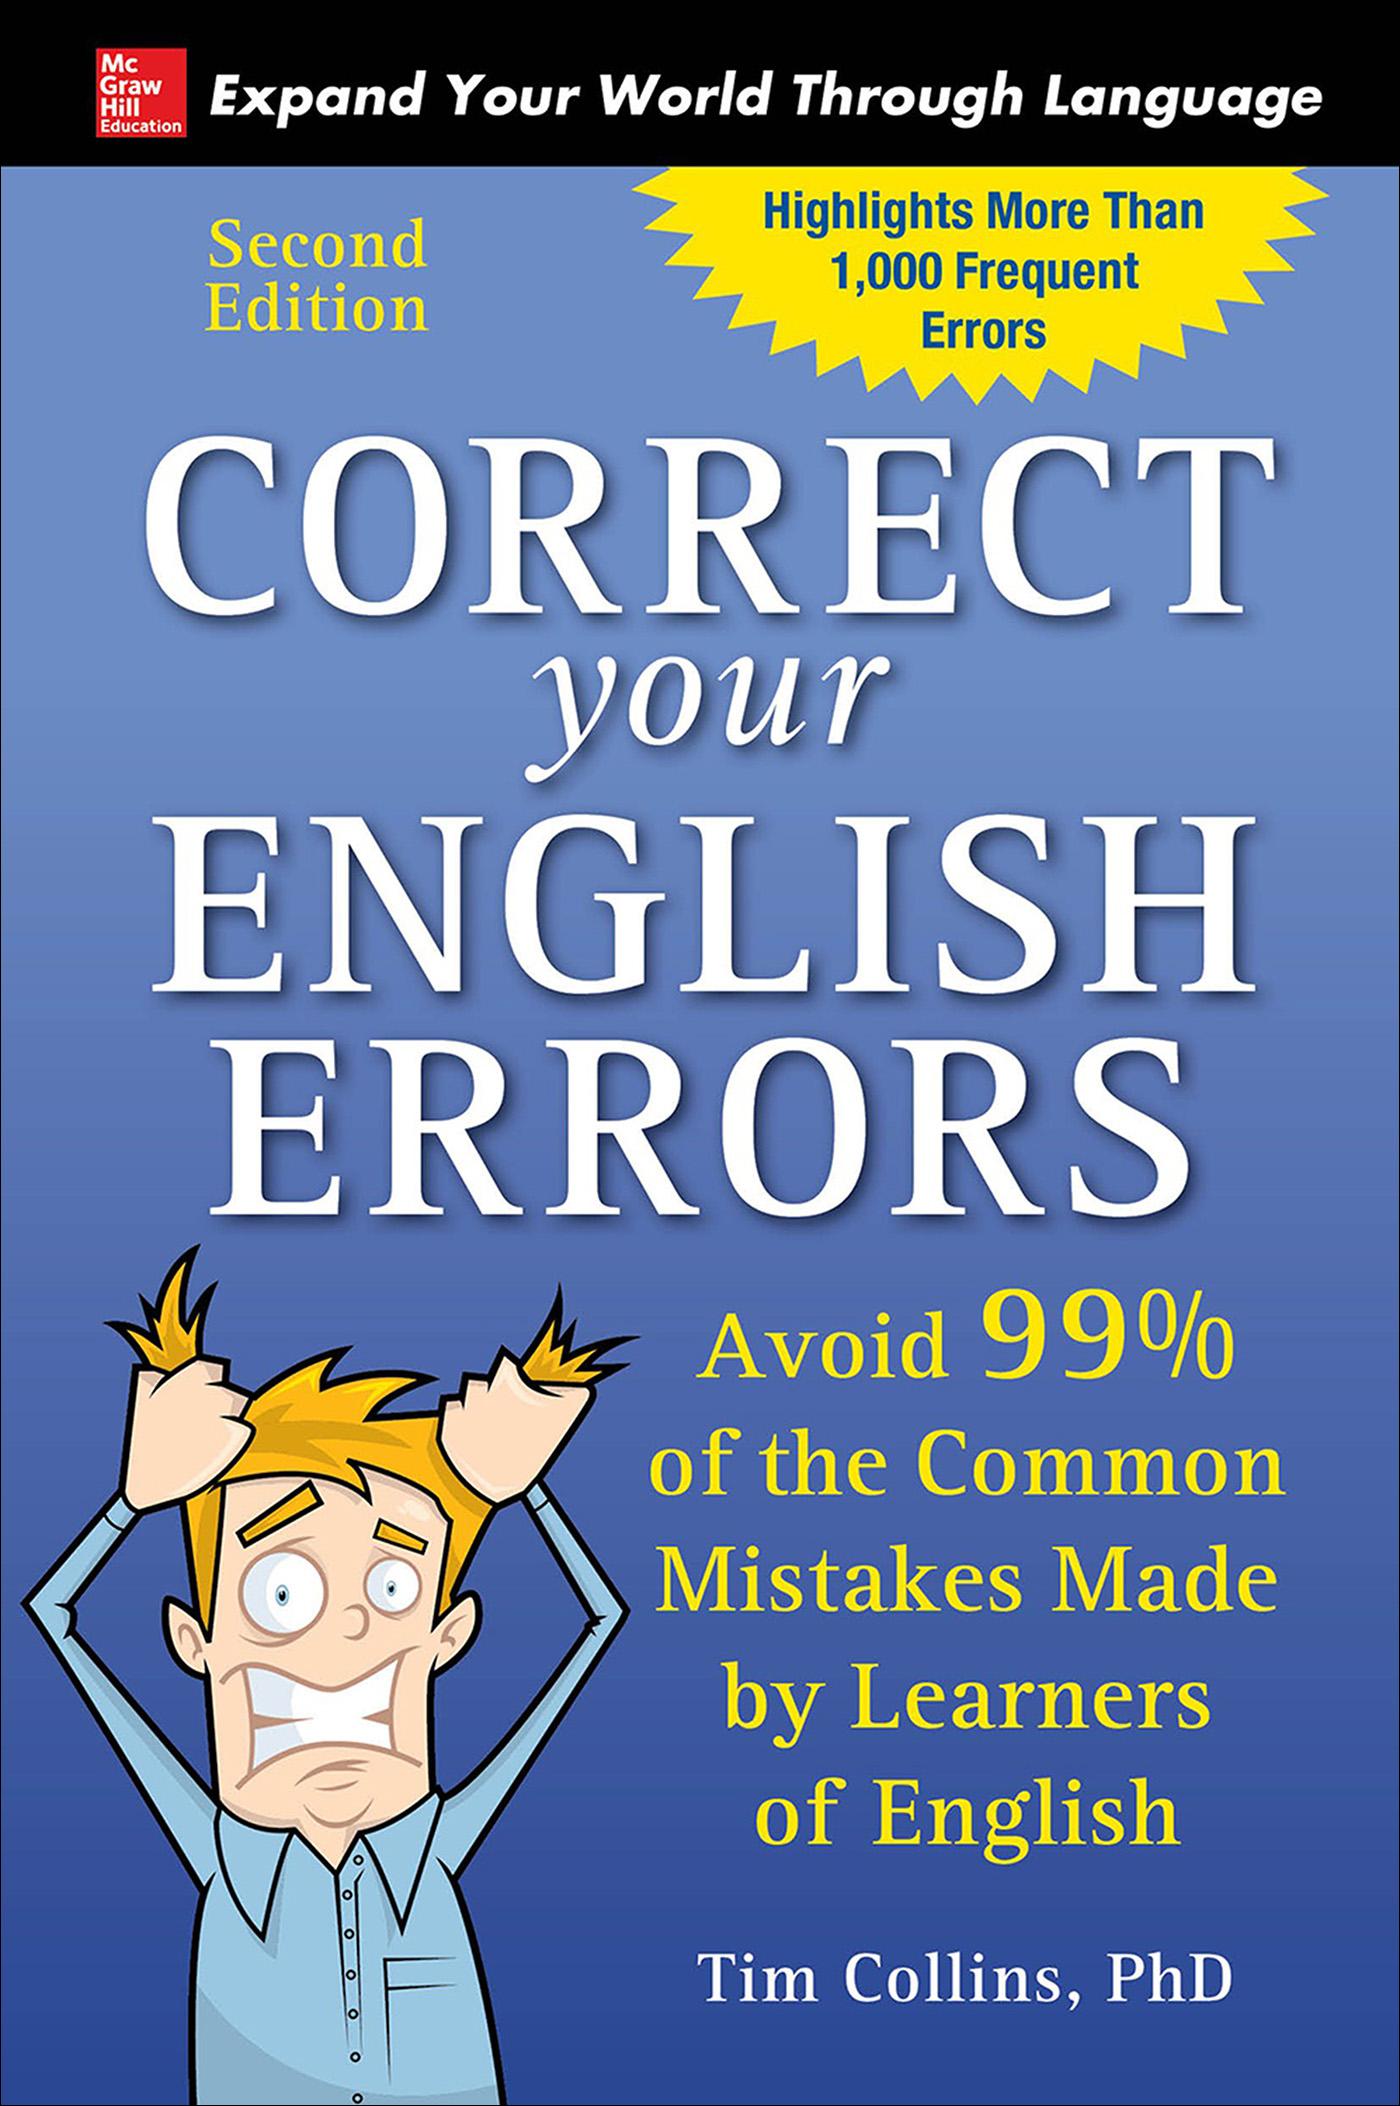 Mc
Graw
Hill
Education
Expand Your World Through Language
Second
Edition
Highlights More Than
1,000 Frequent
Errors
CORRECT
your
ENGLISH
ERRORS
Avoid 99%
of the Common
Mistakes Made
by Learners
of English
Tim Collins, PhD